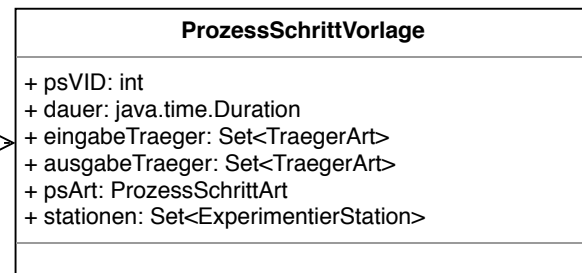 ProzessSchrittVorlage
+ psVID: int
+ dauer: java.time.Duration
+ eingabeTraeger: Set<TraegerArt>
+ ausgabeTraeger: Set<TraegerArt>
+ psArt: ProzessSchrittArt
+ stationen: Set<ExperimentierStation>